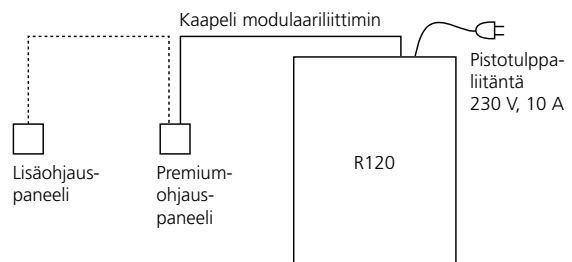 Kaapeli modulaariliittimin
Pistotulppa-
liitäntä
230 V, 10 A
R120
Lisäohjaus-
paneeli
Premium-
ohjaus-
paneeli